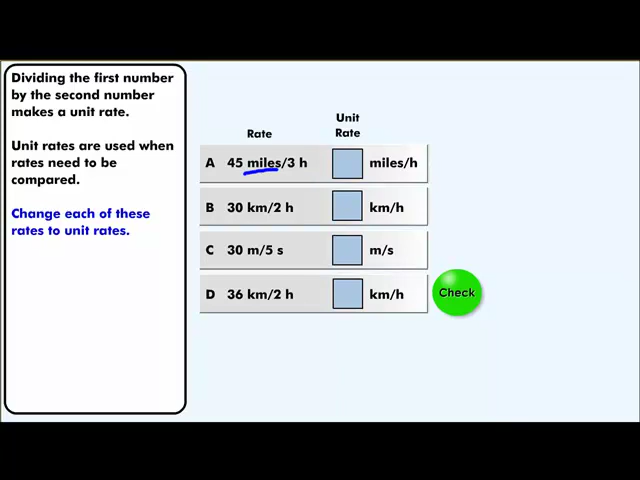 Dividing the first number
by the second number
makes a unit rate.
Unit rates are used when
rates need to be
compared.
Change each of these
rates to unit rates.
Rate
Unit
Rate
A 45 miles/3 h miles/h
B 30 km/2 h km/h
C 30 m/5 s m/s
D 36 km/2 h km/h
Check